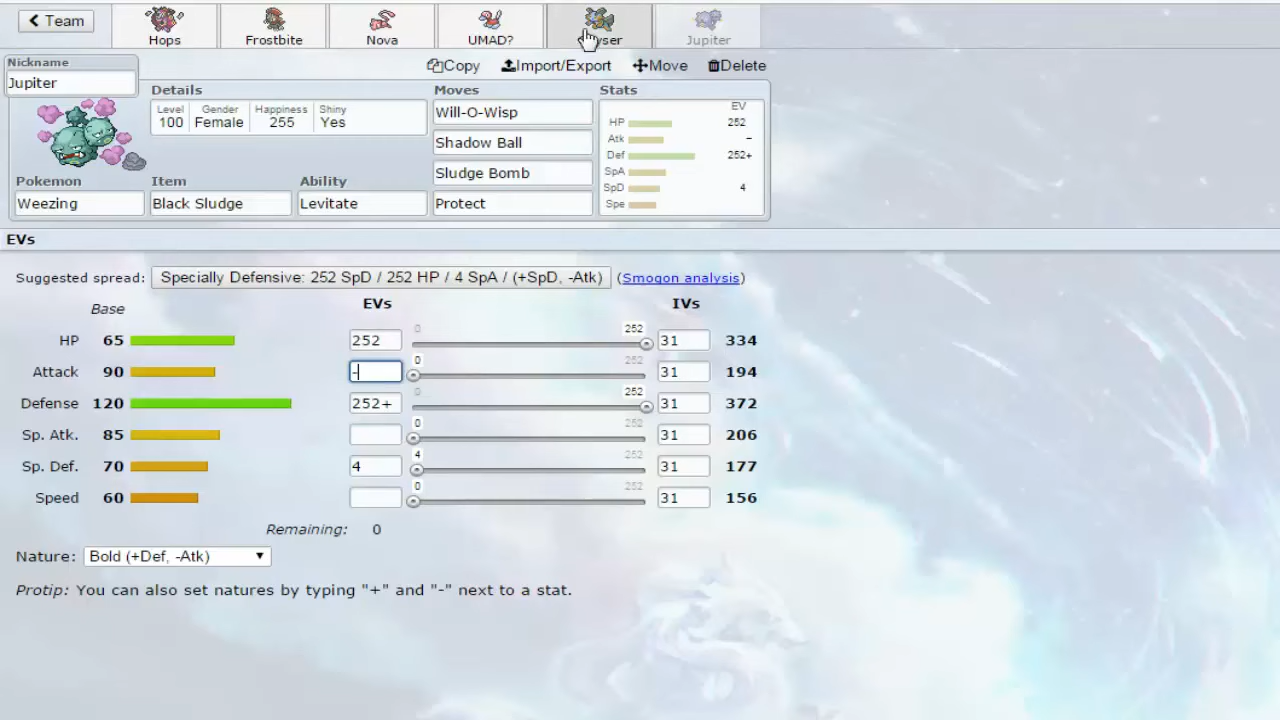 Team
Hops
Frostbite
Nova
UMAD?
Jupiter
Copy
Import/Export
Move
Delete
Nickname
Jupiter
Details
Level Gender Happiness Shiny
100 Female 255 Yes
Pokemon
Weezing
Item
Black Sludge
Ability
Levitate
Moves
Will-O-Wisp
Shadow Ball
Sludge Bomb
Protect
Stats
EV
HP 252
Atk –
Def 252+
SpA
SpD 4
Spe
EVs
Suggested spread: Specially Defensive: 252 SpD / 252 HP / 4 SpA / (+SpD, -Atk) (Smogon analysis)
Base EVs IVs
HP 65 252 0 252 31 334
Attack 90 - 0 252 31 194
Defense 120 252+ 0 252 31 372
Sp. Atk. 85 0 252 31 206
Sp. Def. 70 4 4 252 31 177
Speed 60 0 252 31 156
Remaining: 0
Nature: Bold (+Def, -Atk)
Protip: You can also set natures by typing "+" and "-" next to a stat.